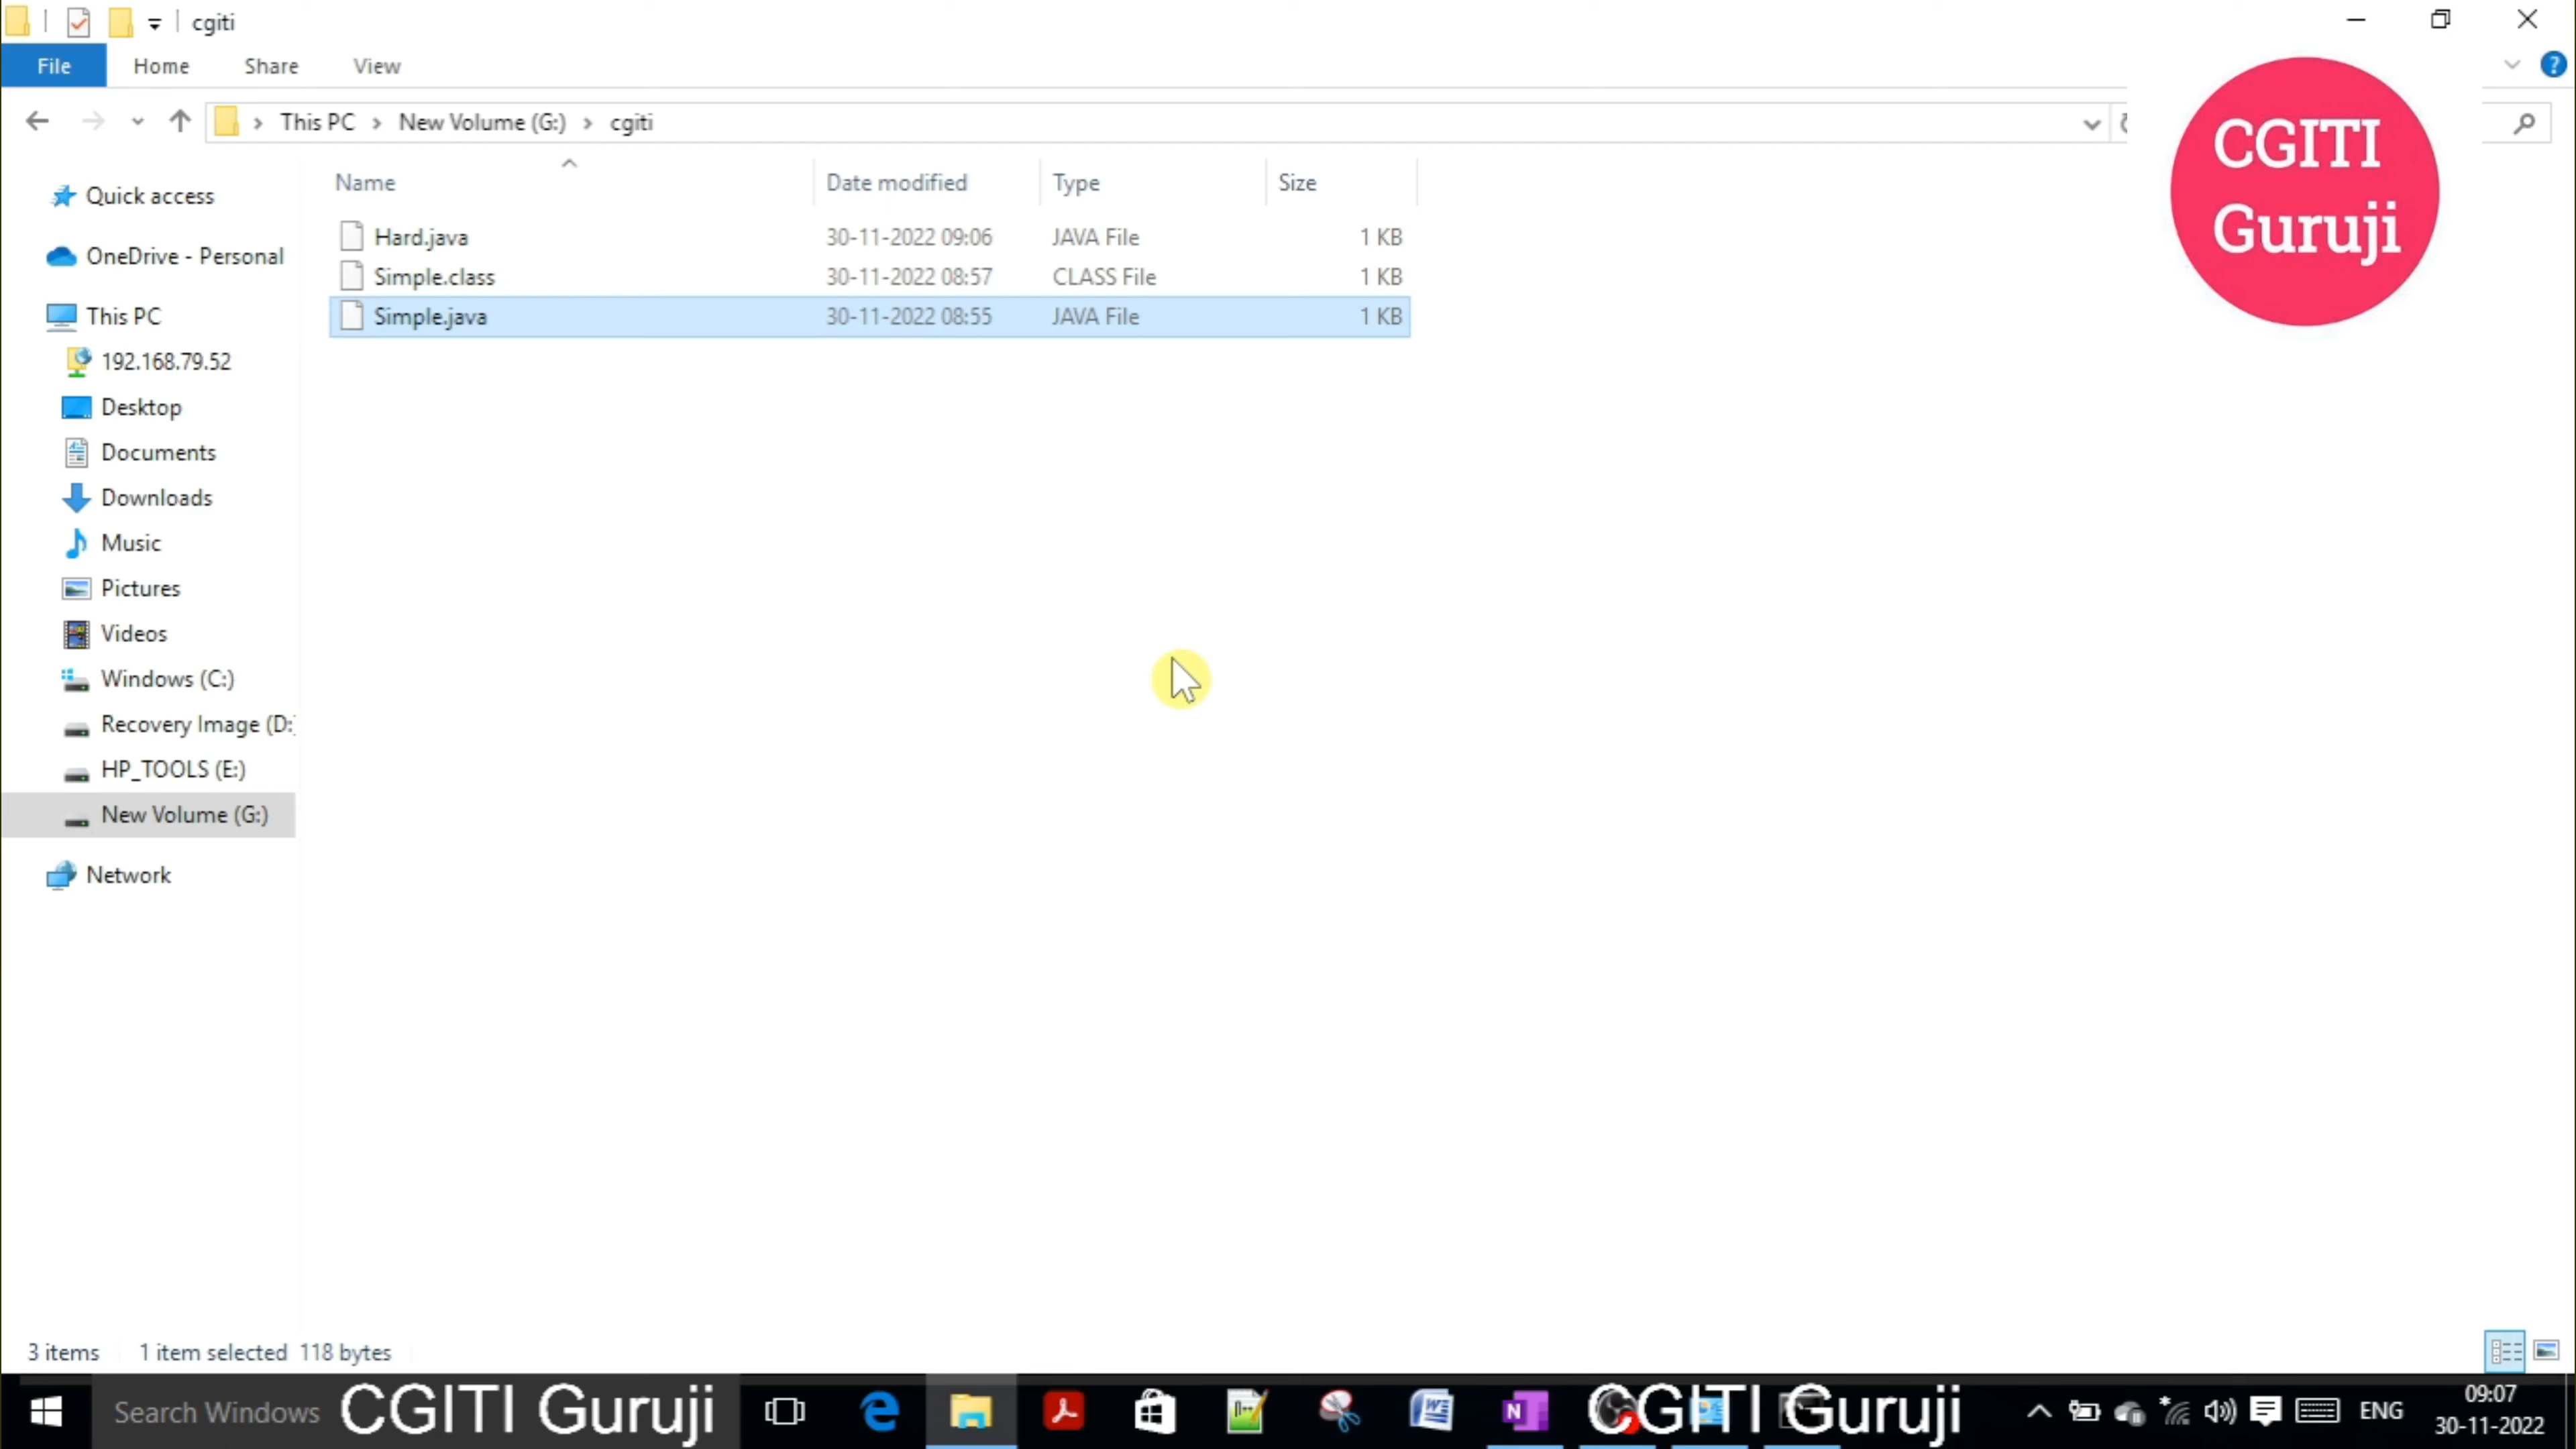 cgiti
File Home Share View
This PC New Volume (G:) cgiti
CGITI
Guruji
Name Date modified Type Size
Hard.java 30-11-2022 09:06 JAVA File 1 KB
Simple.class 30-11-2022 08:57 CLASS File 1 KB
Simple.java 30-11-2022 08:55 JAVA File 1 KB
Quick access
OneDrive - Personal
This PC
192.168.79.52
Desktop
Documents
Downloads
Music
Pictures
Videos
Windows (C:)
Recovery Image (D:)
HP_TOOLS (E:)
New Volume (G:)
Network
3 items 1 item selected 118 bytes
Search Windows CGITI Guruji CGITI Guruji ENG 09:07
30-11-2022